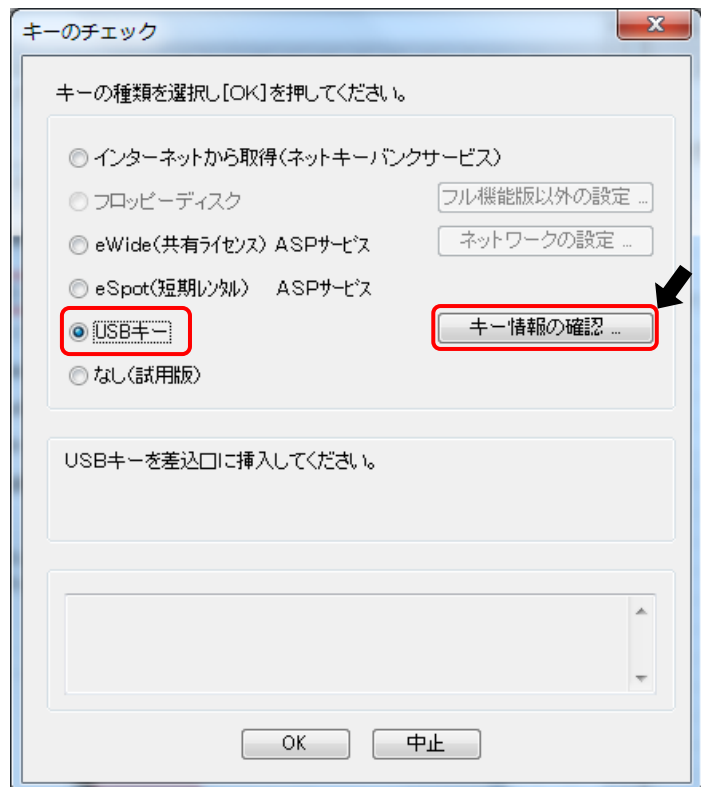 キーのチェック
キーの種類を選択し[OK]を押してください。
インターネットから取得(ネットキーバンクサービス)
フロッピーディスク
フル機能版以外の設定 ...
eWide(共有ライセンス) ASPサービス
ネットワークの設定 ...
eSpot(短期レンタル) ASPサービス
USBキー
キー情報の確認 ...
なし(試用版)
USBキーを差込口に挿入してください。
OK
中止